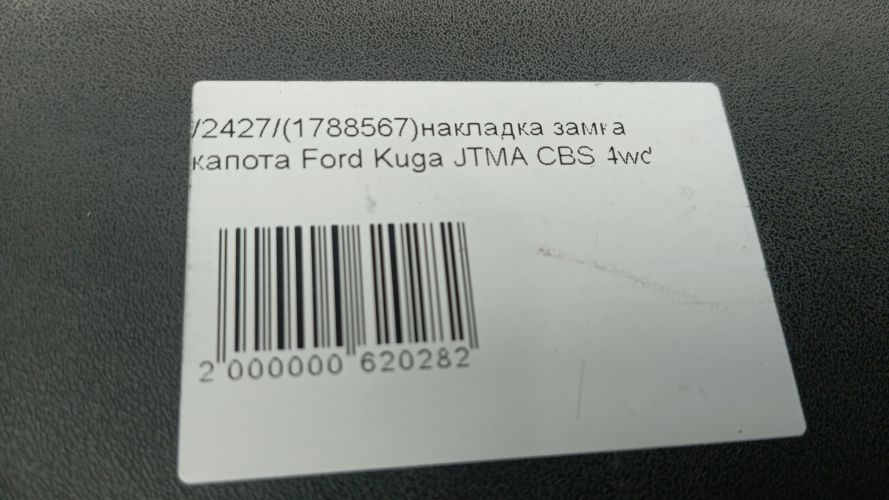 /2427/(1788567)накладка замка
капота Ford Kuga JTMA CBS 4wd
2 000000 620282